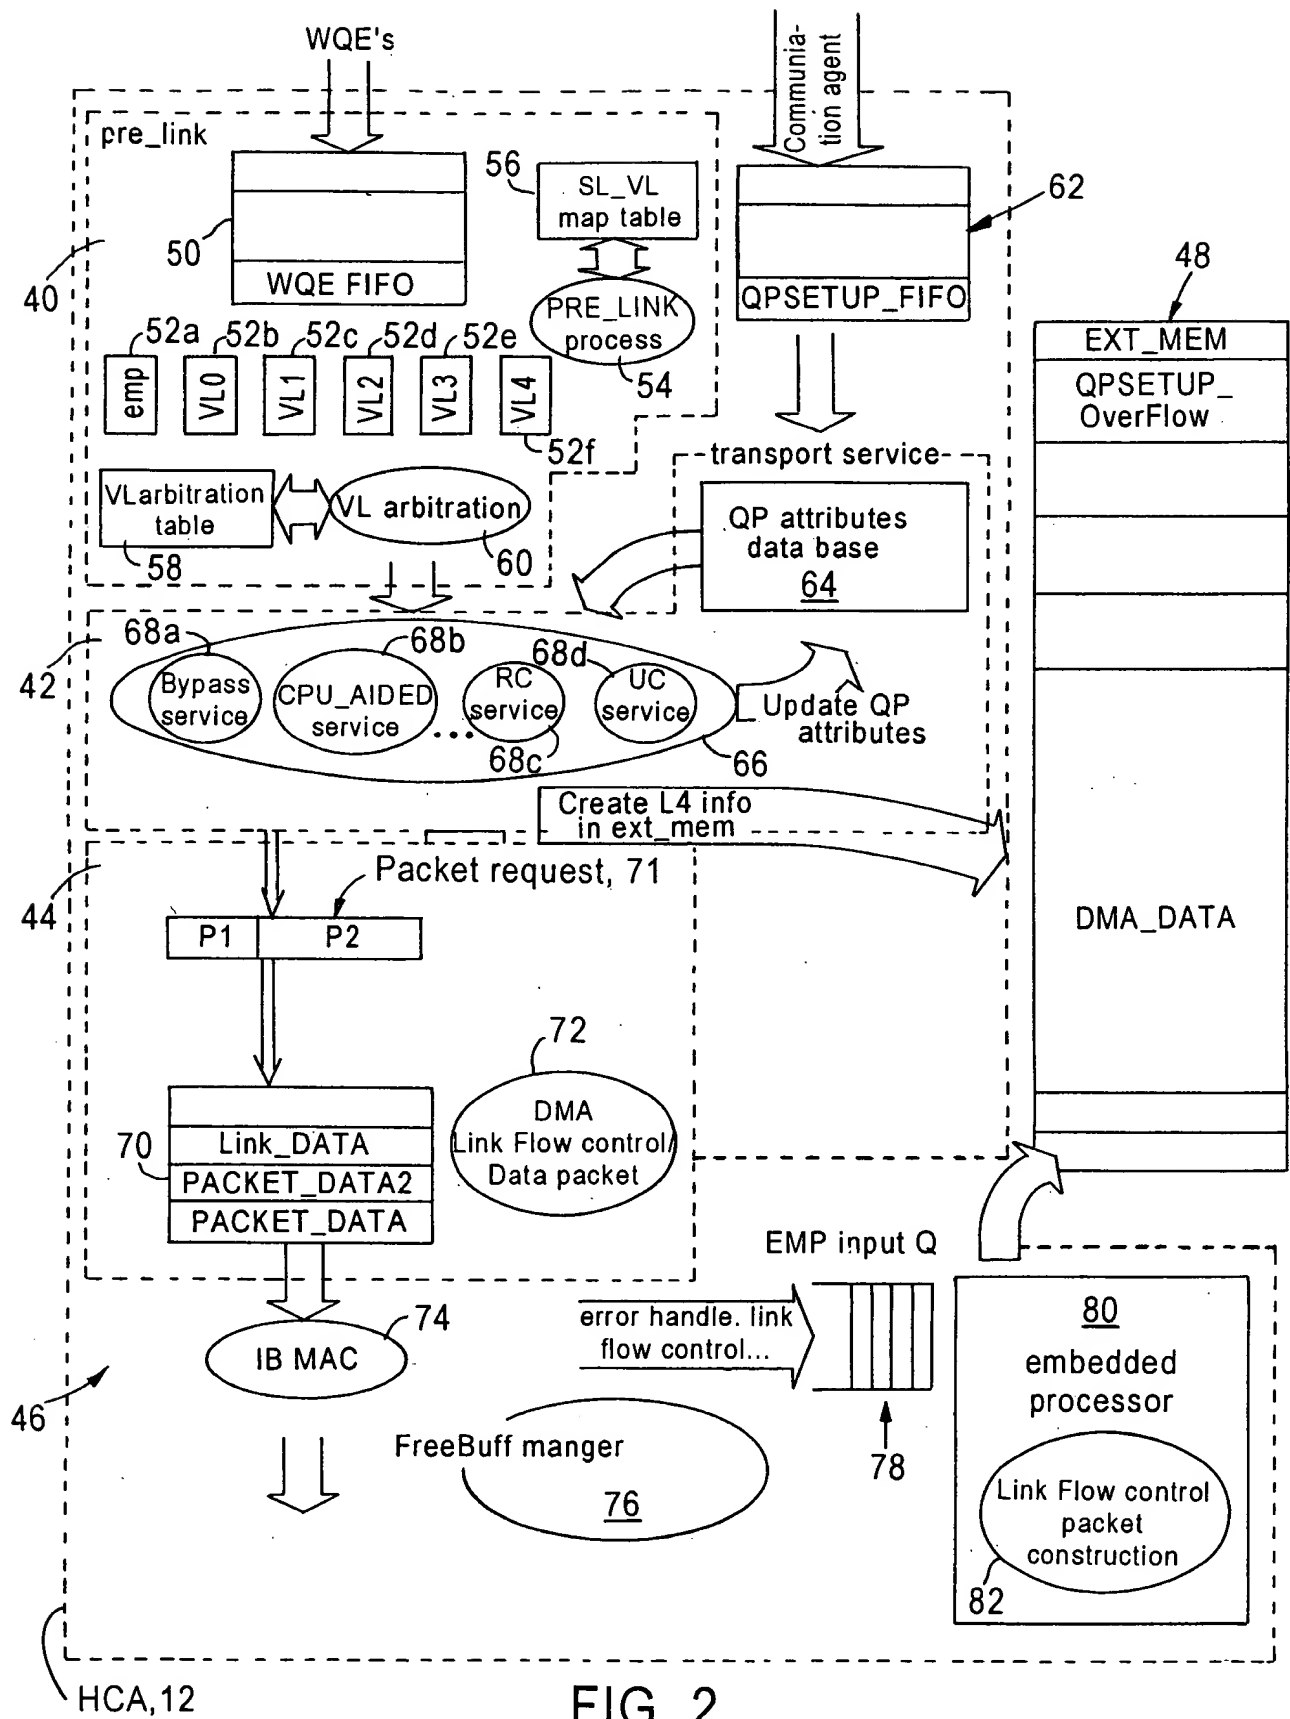 WQE's
Communia-
tion agent
pre_link
56
SL_VL
map table
62
50
40
WQE FIFO
PRE_LINK
process
54
QPSETUP_FIFO
48
EXT_MEM
QPSETUP_
OverFlow
52a
52b
52c
52d
52e
emp
VL0
VL1
VL2
VL3
VL4
52f
transport service
VLarbitration
table
58
VL arbitration
60
QP attributes
data base
64
68a
68b
68d
42
Bypass
service
CPU_AIDED
service
...
RC
service
68c
UC
service
66
Update QP
attributes
Create L4 info
in ext_mem
44
Packet request, 71
P1
P2
DMA_DATA
72
70
Link_DATA
PACKET_DATA2
PACKET_DATA
DMA
Link Flow control/
Data packet
EMP input Q
74
IB MAC
error handle. link
flow control...
80
embedded
processor
46
FreeBuff manger
76
78
Link Flow control
packet
construction
82
HCA,12
FIG. 2